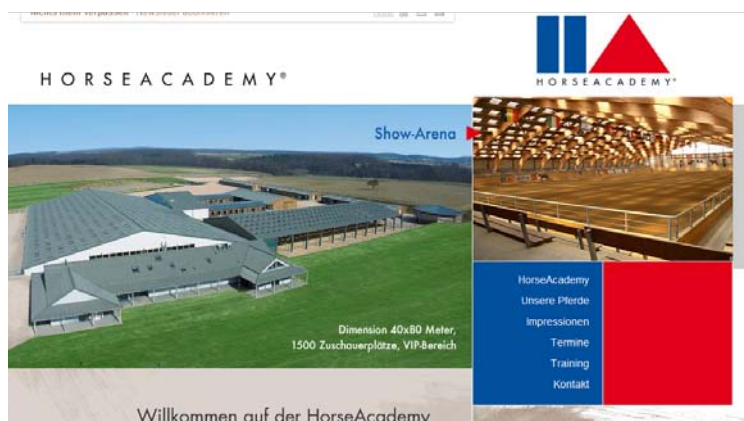 HORSEACADEMY®
HORSEACADEMY®
Show-Arena
Dimension 40x80 Meter,
1500 Zuschauerplätze, VIP-Bereich
HorseAcademy
Unsere Pferde
Impressionen
Termine
Training
Kontakt
Willkommen auf der HorseAcademy